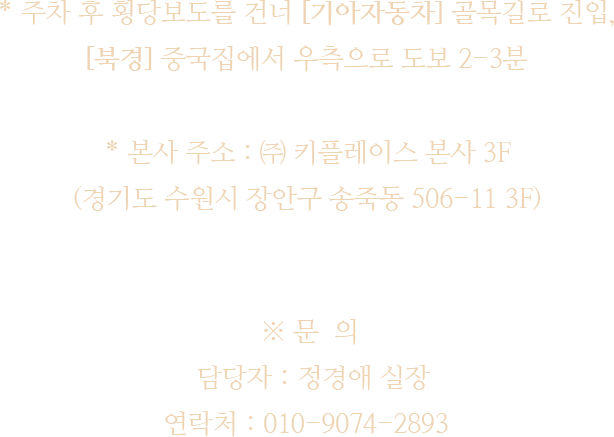 * 주차 후 횡당보도를 건너 [기아자동차] 골목길로 진입,
[북경] 중국집에서 우측으로 도보 2-3분
* 본사 주소 : ㈜ 키플레이스 본사 3F
(경기도 수원시 장안구 송죽동 506-11 3F)
※ 문 의
담당자 : 정경애 실장
연락처 : 010-9074-2893